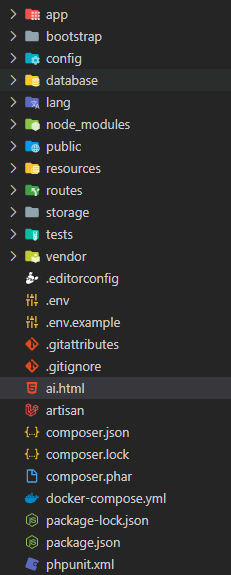 app
bootstrap
config
database
lang
node_modules
public
resources
routes
storage
tests
vendor
.editorconfig
.env
.env.example
.gitattributes
.gitignore
ai.html
artisan
composer.json
composer.lock
composer.phar
docker-compose.yml
package-lock.json
package.json
phpunit.xml